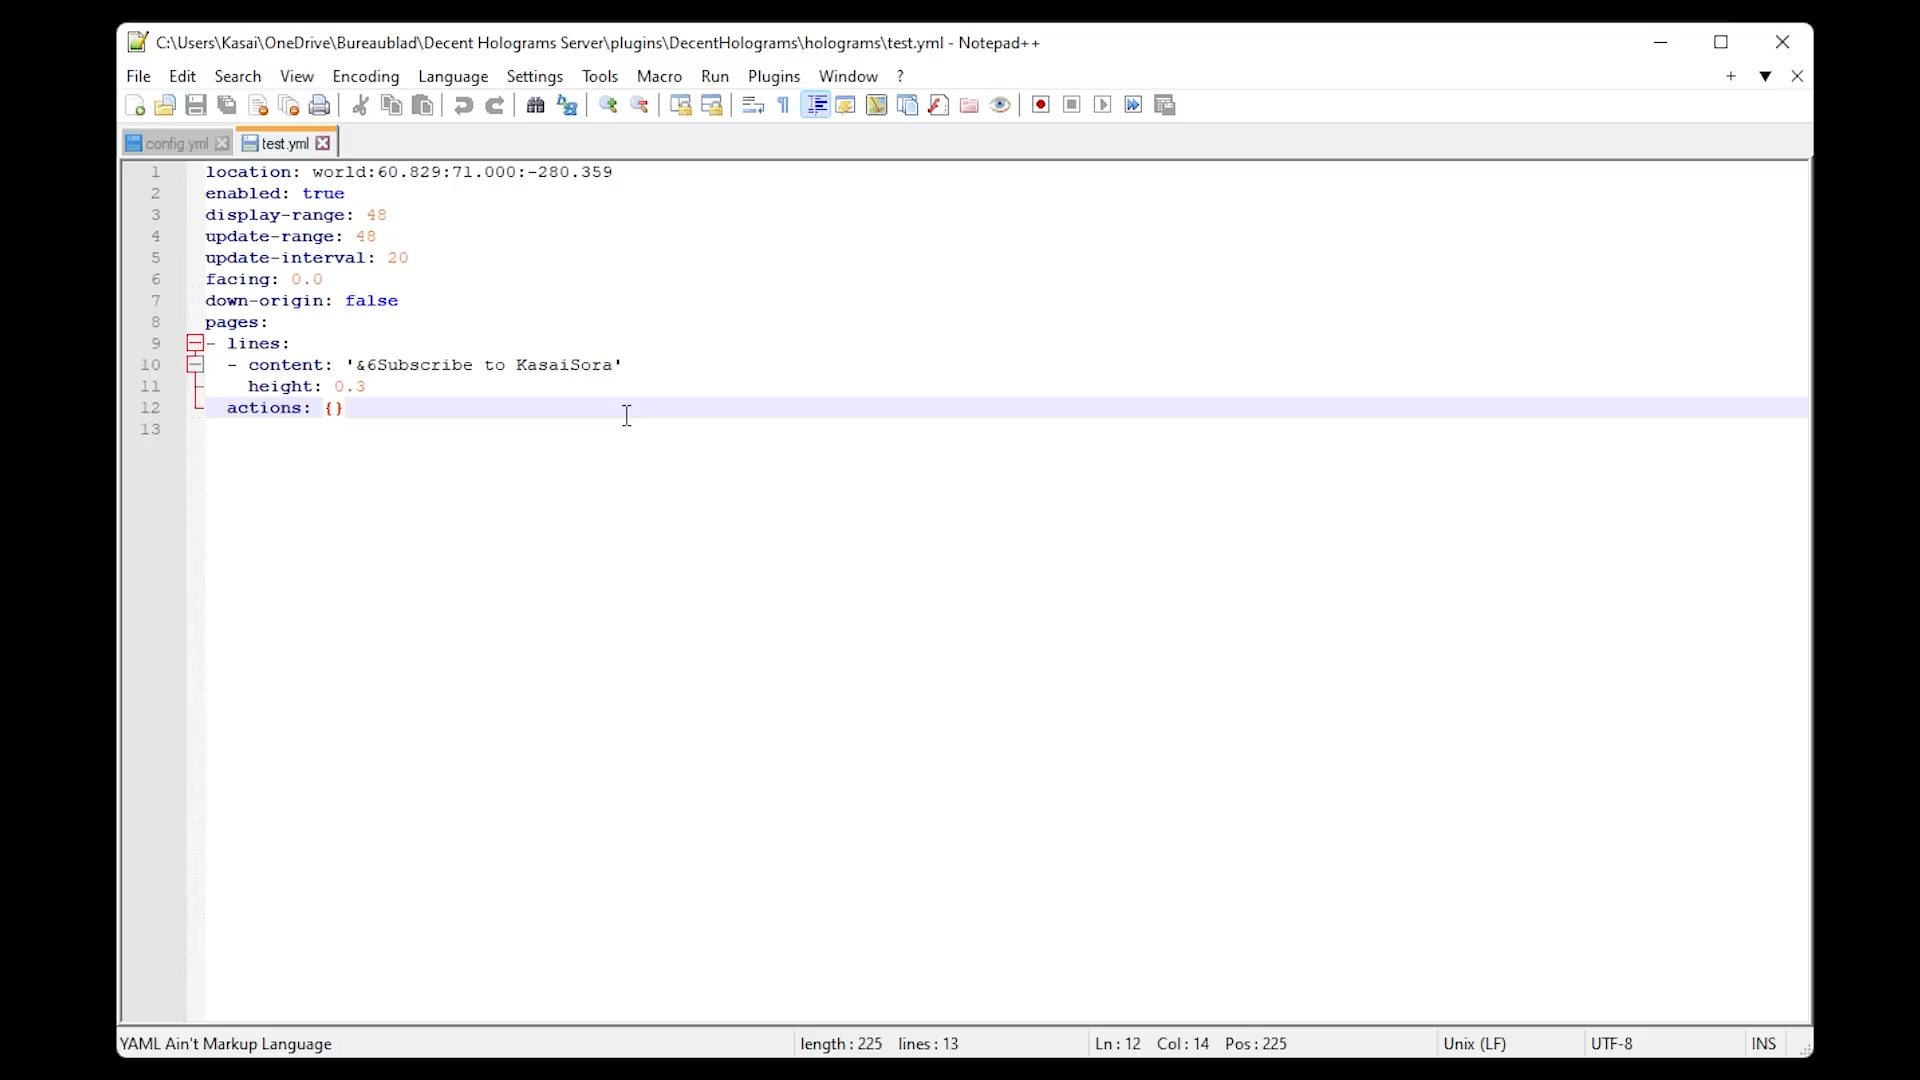 C:\Users\Kasai\OneDrive\Bureaublad\Decent Holograms Server\plugins\DecentHolograms\holograms\test.yml - Notepad++
File Edit Search View Encoding Language Settings Tools Macro Run Plugins Window ?
config.yml test.yml
1 location: world:60.829:71.000:-280.359
2 enabled: true
3 display-range: 48
4 update-range: 48
5 update-interval: 20
6 facing: 0.0
7 down-origin: false
8 pages:
9 - lines:
10   - content: '&6Subscribe to KasaiSora'
11     height: 0.3
12   actions: {}
13
YAML Ain't Markup Language length : 225 lines : 13 Ln : 12 Col : 14 Pos : 225 Unix (LF) UTF-8 INS